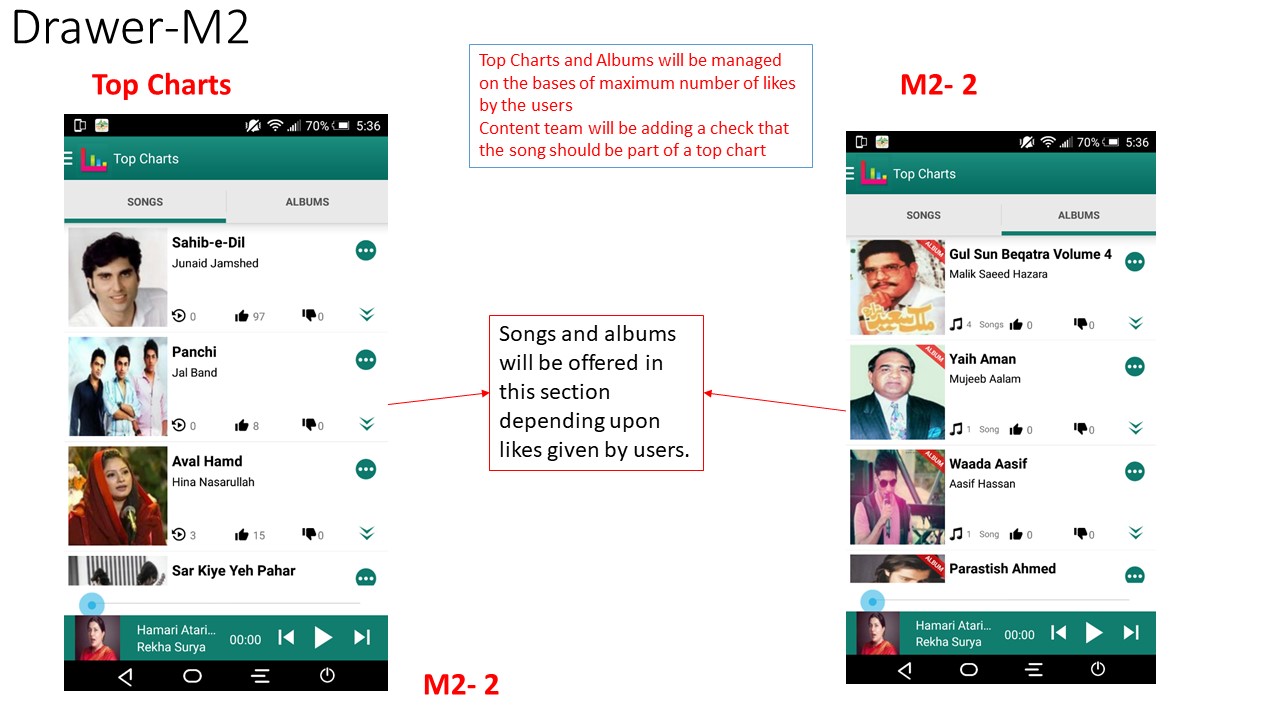 Drawer-M2
Top Charts
Top Charts and Albums will be managed
on the bases of maximum number of likes
by the users
Content team will be adding a check that
the song should be part of a top chart
M2- 2
70% 5:36
Top Charts
SONGS ALBUMS
Sahib-e-Dil
Junaid Jamshed
0 97 0
Panchi
Jal Band
0 8 0
Aval Hamd
Hina Nasarullah
3 15 0
Sar Kiye Yeh Pahar
Hamari Atari...
Rekha Surya
00:00
M2- 2
Songs and albums
will be offered in
this section
depending upon
likes given by users.
70% 5:36
Top Charts
SONGS ALBUMS
ALBUM
Gul Sun Beqatra Volume 4
Malik Saeed Hazara
4 Songs 0 0
ALBUM
Yaih Aman
Mujeeb Aalam
1 Song 0 0
ALBUM
Waada Aasif
Aasif Hassan
1 Song 0 0
ALBUM
Parastish Ahmed
Hamari Atari...
Rekha Surya
00:00